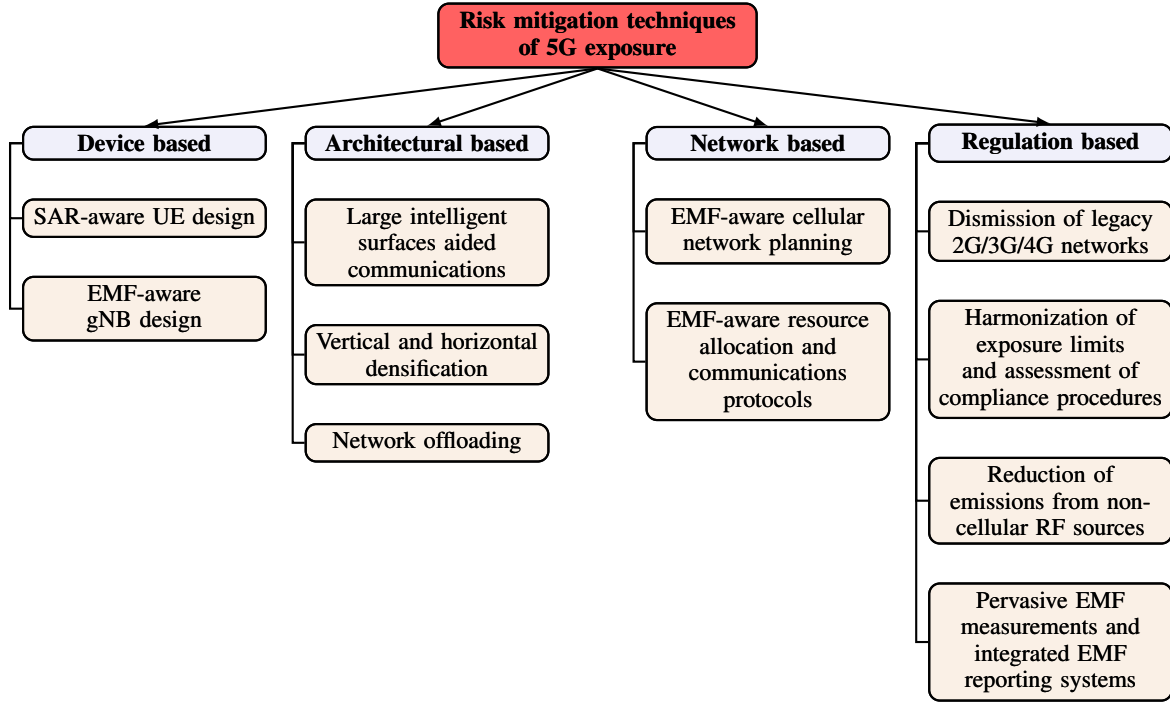 Risk mitigation techniques
of 5G exposure
Device based
SAR-aware UE design
EMF-aware
gNB design
Architectural based
Large intelligent
surfaces aided
communications
Vertical and horizontal
densification
Network offloading
Network based
EMF-aware cellular
network planning
EMF-aware resource
allocation and
communications
protocols
Regulation based
Dismission of legacy
2G/3G/4G networks
Harmonization of
exposure limits
and assessment of
compliance procedures
Reduction of
emissions from non-
cellular RF sources
Pervasive EMF
measurements and
integrated EMF
reporting systems